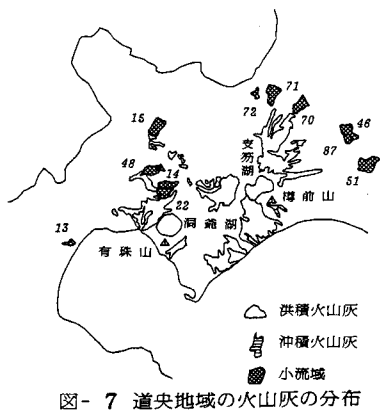 71
72
70
15
46
支笏湖
87
48
14
51
樽前山
22
洞爺湖
13
有珠山
洪積火山灰
沖積火山灰
小流域
図- 7 道央地域の火山灰の分布